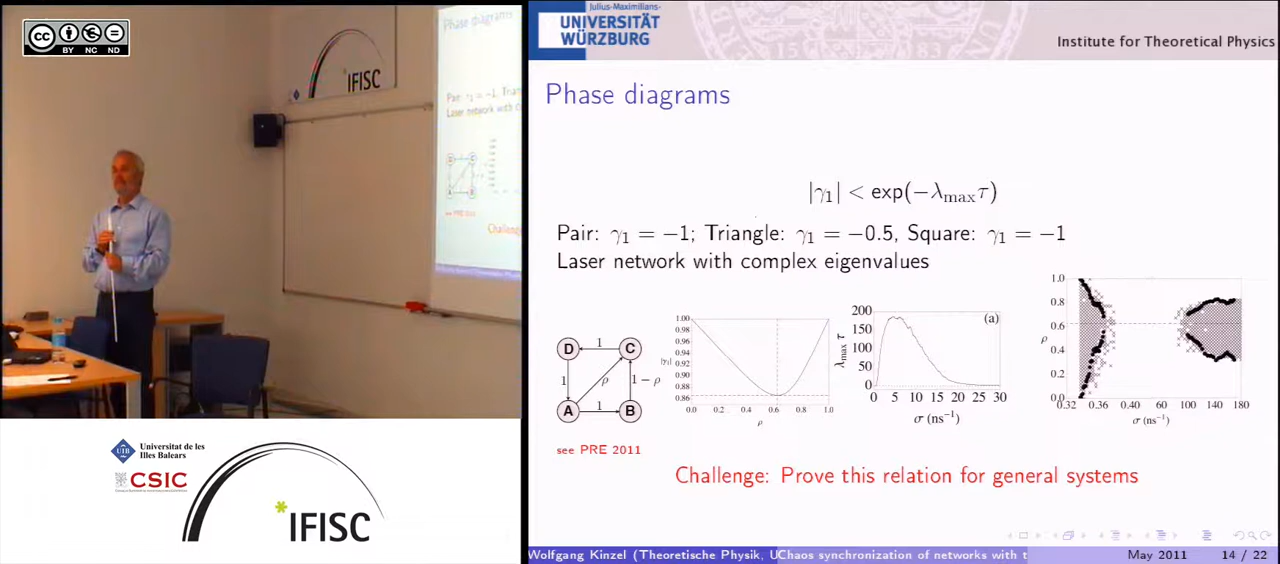 cc
BY NC ND
IFISC
Phase diagrams
Challenge
Universitat de les
Illes Balears
UIB
CSIC
IFISC
Julius-Maximilians-
UNIVERSITÄT
WÜRZBURG
Institute for Theoretical Physics
Phase diagrams
|γ₁| < exp(−λmaxτ)
Pair: γ₁ = −1; Triangle: γ₁ = −0.5, Square: γ₁ = −1
Laser network with complex eigenvalues
D 1 C
1 ρ 1 − ρ
A 1 B
see PRE 2011
1.00
0.98
0.96
0.94
0.92
0.90
0.88
0.86
|γ₁|
0.0 0.2 0.4 0.6 0.8 1.0
ρ
(a)
200
150
100
50
0
λmax τ
0 5 10 15 20 25 30
σ (ns⁻¹)
1.0
0.8
0.6
0.4
0.2
0.0
ρ
0.32 0.36 0.40 60 100 140 180
σ (ns⁻¹)
Challenge: Prove this relation for general systems
Wolfgang Kinzel (Theoretische Physik, UChaos synchronization of networks with t
May 2011 14 / 22